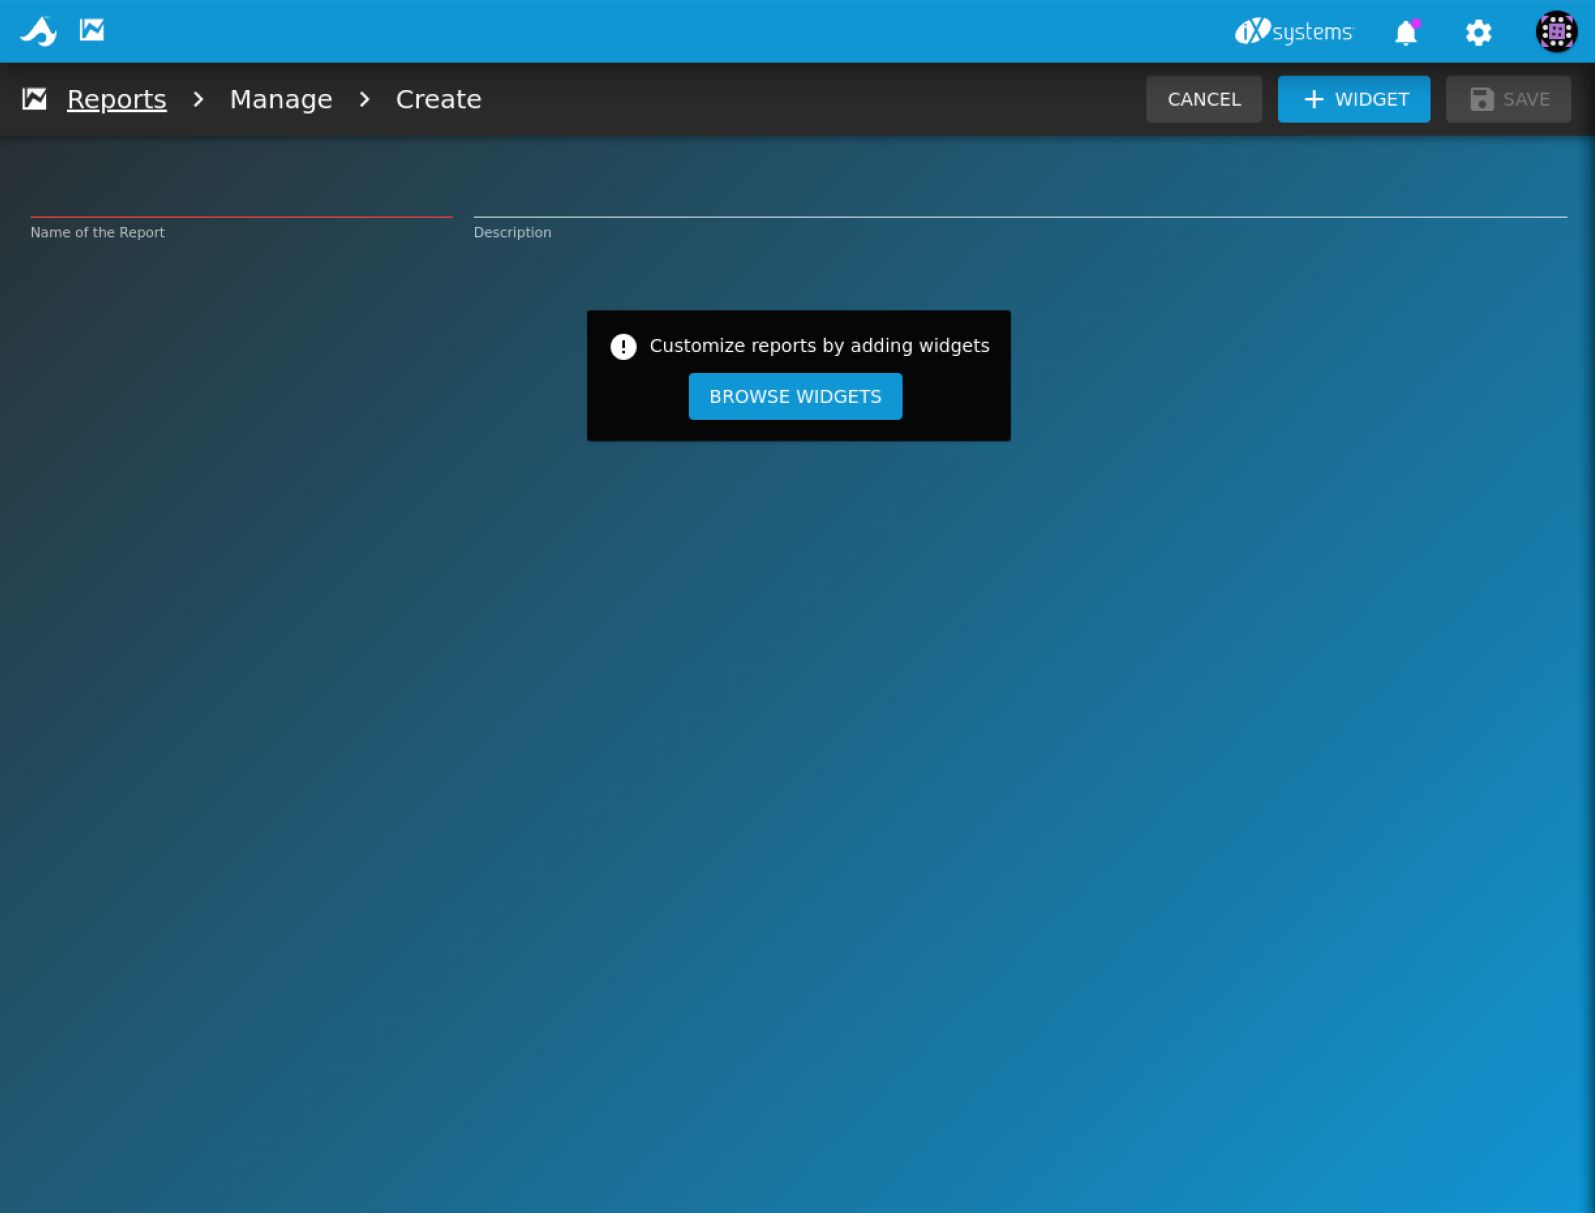 iXsystems
Reports > Manage > Create
CANCEL
+ WIDGET
SAVE
Name of the Report
Description
Customize reports by adding widgets
BROWSE WIDGETS